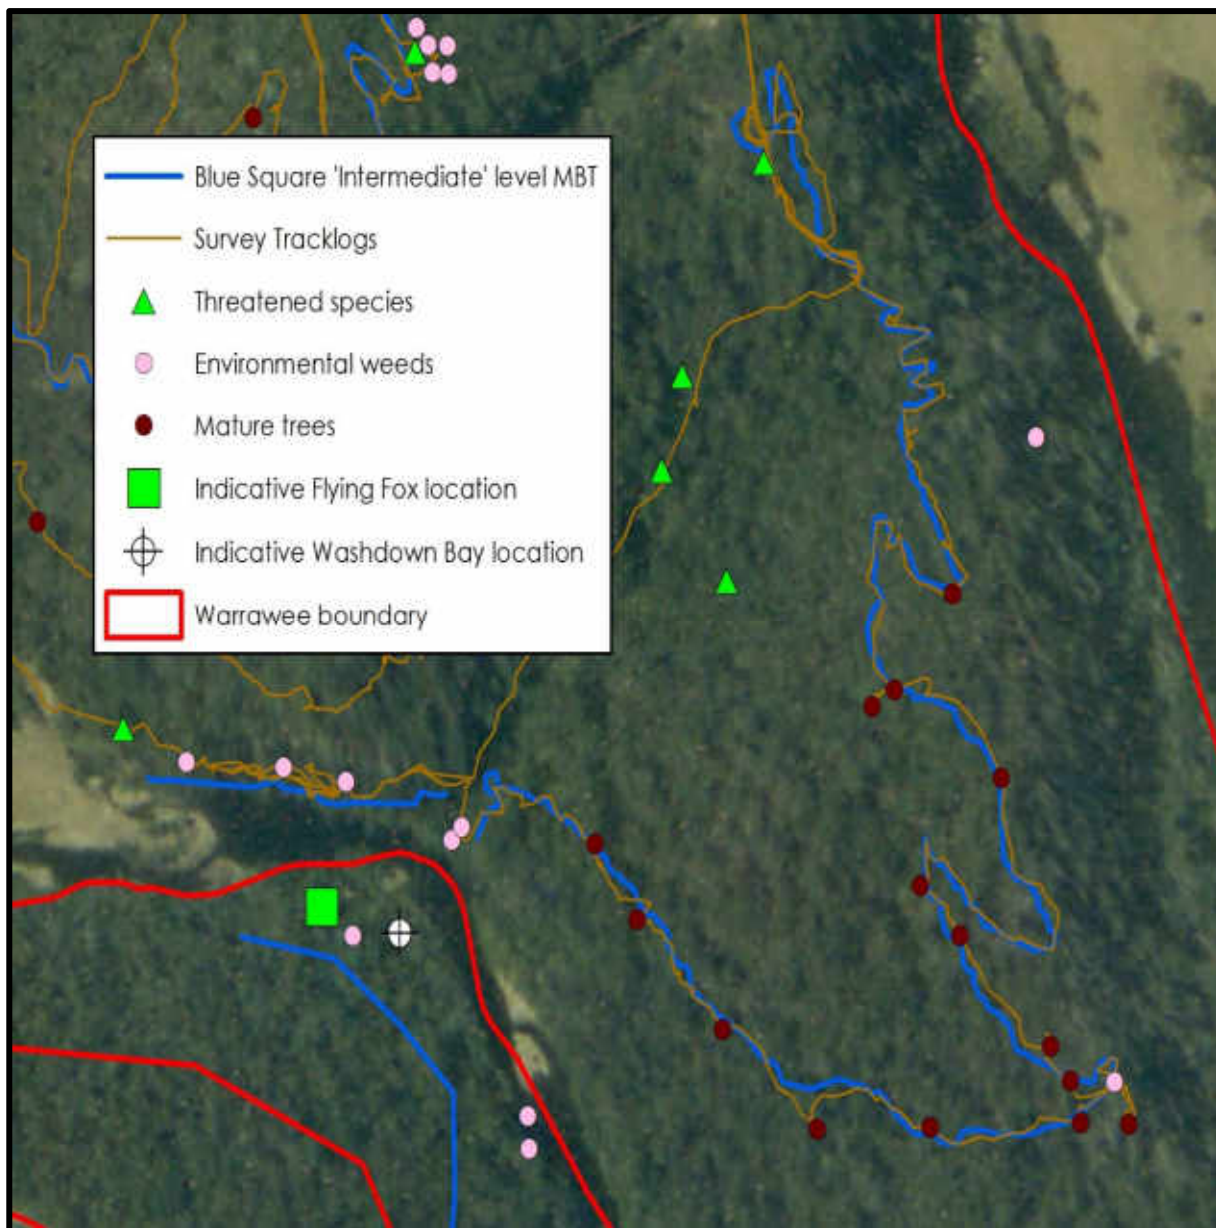 Blue Square 'Intermediate' level MBT
Survey Tracklogs
Threatened species
Environmental weeds
Mature trees
Indicative Flying Fox location
Indicative Washdown Bay location
Warrawee boundary